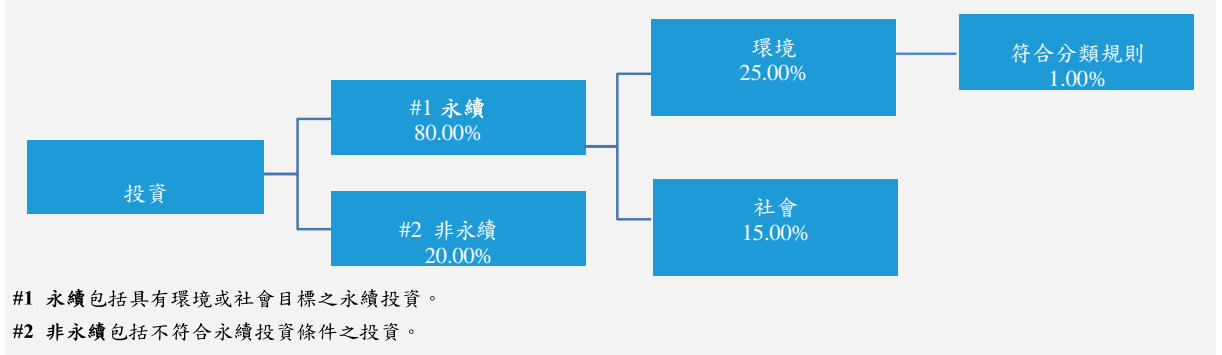 投資
#1 永續
80.00%
#2 非永續
20.00%
環境
25.00%
社會
15.00%
符合分類規則
1.00%
#1 永續包括具有環境或社會目標之永續投資。
#2 非永續包括不符合永續投資條件之投資。